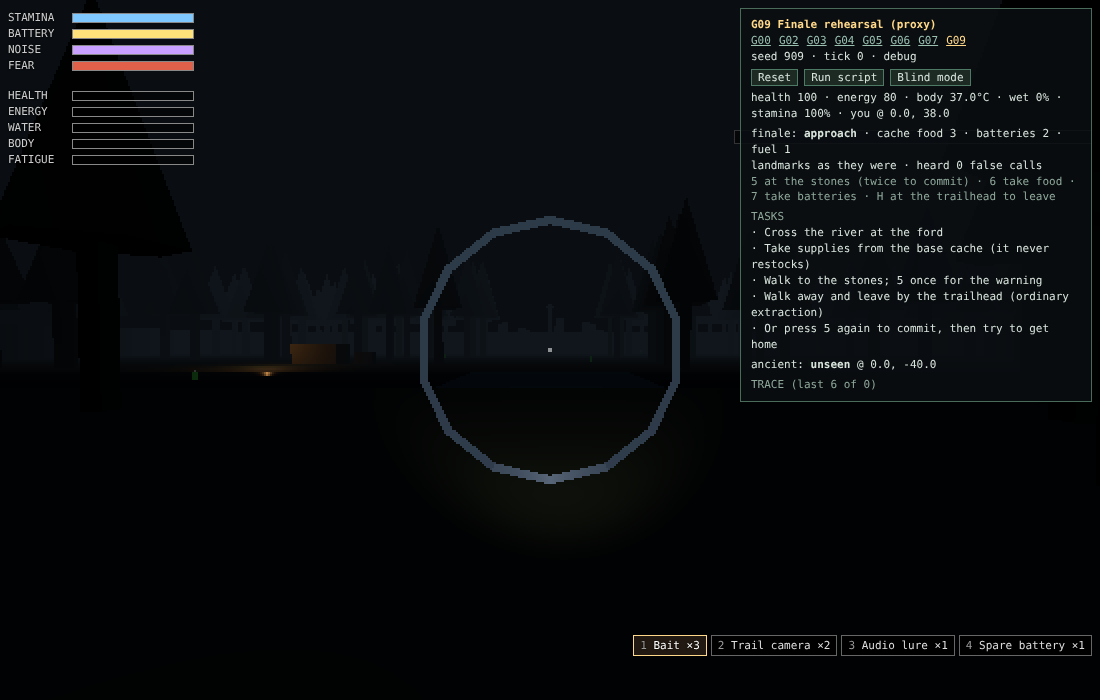 STAMINA
BATTERY
NOISE
FEAR
HEALTH
ENERGY
WATER
BODY
FATIGUE
G09 Finale rehearsal (proxy)
G00 G02 G03 G04 G05 G06 G07 G09
seed 909 · tick 0 · debug
Reset Run script Blind mode
health 100 · energy 80 · body 37.0°C · wet 0% ·
stamina 100% · you @ 0.0, 38.0
finale: approach · cache food 3 · batteries 2 ·
fuel 1
landmarks as they were · heard 0 false calls
5 at the stones (twice to commit) · 6 take food ·
7 take batteries · H at the trailhead to leave
TASKS
· Cross the river at the ford
· Take supplies from the base cache (it never
restocks)
· Walk to the stones; 5 once for the warning
· Walk away and leave by the trailhead (ordinary
extraction)
· Or press 5 again to commit, then try to get
home
ancient: unseen @ 0.0, -40.0
TRACE (last 6 of 0)
1 Bait ×3 2 Trail camera ×2 3 Audio lure ×1 4 Spare battery ×1